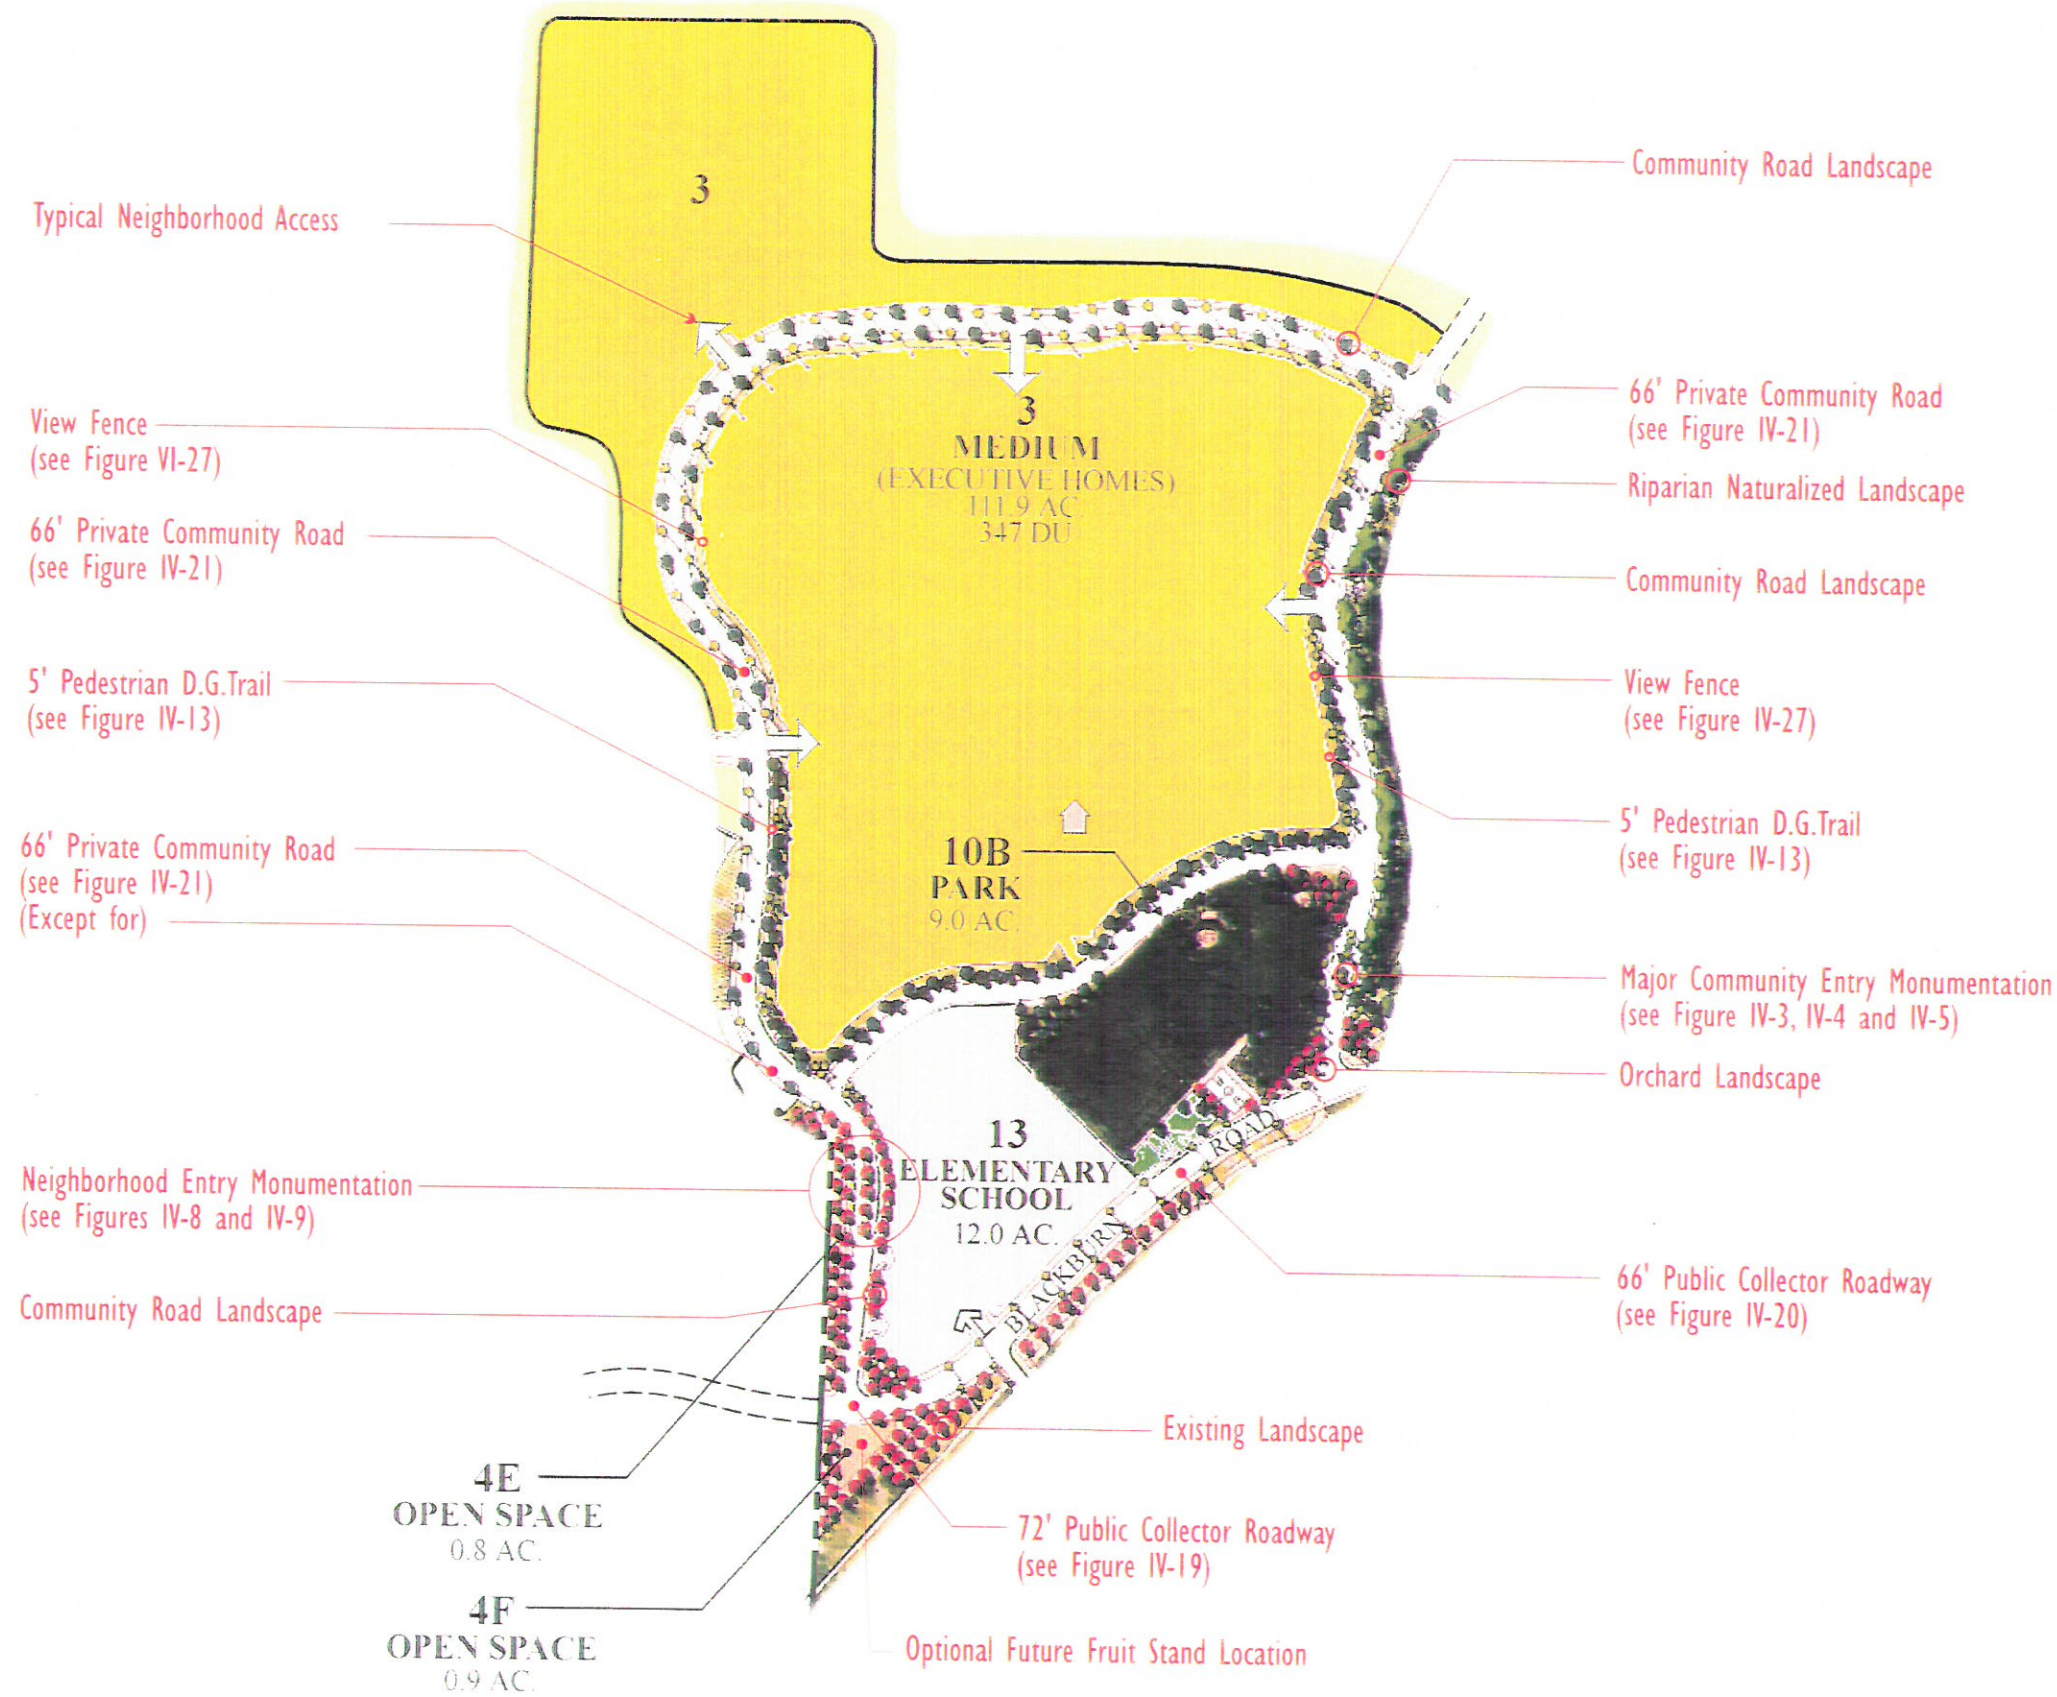 3
Typical Neighborhood Access
View Fence
(see Figure VI-27)
66' Private Community Road
(see Figure IV-21)
5' Pedestrian D.G.Trail
(see Figure IV-13)
66' Private Community Road
(see Figure IV-21)
(Except for)
Neighborhood Entry Monumentation
(see Figures IV-8 and IV-9)
Community Road Landscape
3
MEDIUM
(EXECUTIVE HOMES)
111.9 AC.
347 DU
10B
PARK
9.0 AC.
13
ELEMENTARY
SCHOOL
12.0 AC.
BLACKBURN ROAD
4E
OPEN SPACE
0.8 AC.
4F
OPEN SPACE
0.9 AC.
Community Road Landscape
66' Private Community Road
(see Figure IV-21)
Riparian Naturalized Landscape
Community Road Landscape
View Fence
(see Figure IV-27)
5' Pedestrian D.G.Trail
(see Figure IV-13)
Major Community Entry Monumentation
(see Figure IV-3, IV-4 and IV-5)
Orchard Landscape
66' Public Collector Roadway
(see Figure IV-20)
Existing Landscape
72' Public Collector Roadway
(see Figure IV-19)
Optional Future Fruit Stand Location